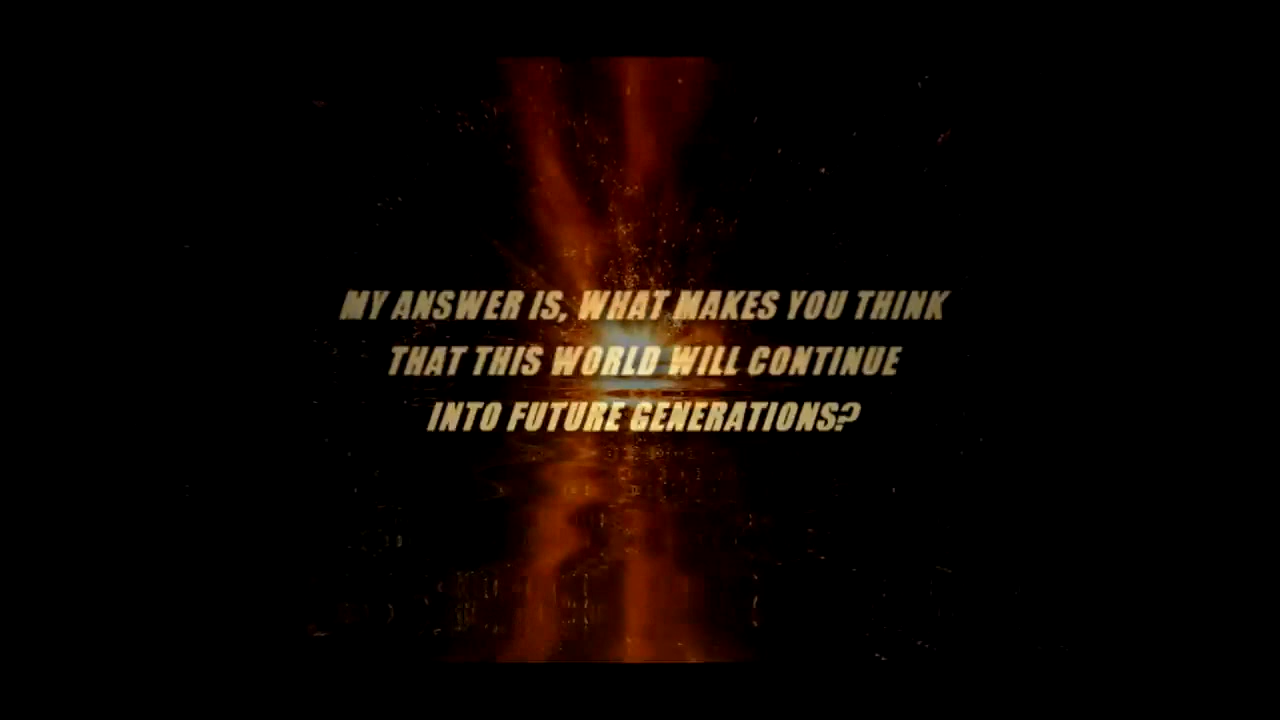 MY ANSWER IS, WHAT MAKES YOU THINK
THAT THIS WORLD WILL CONTINUE
INTO FUTURE GENERATIONS?